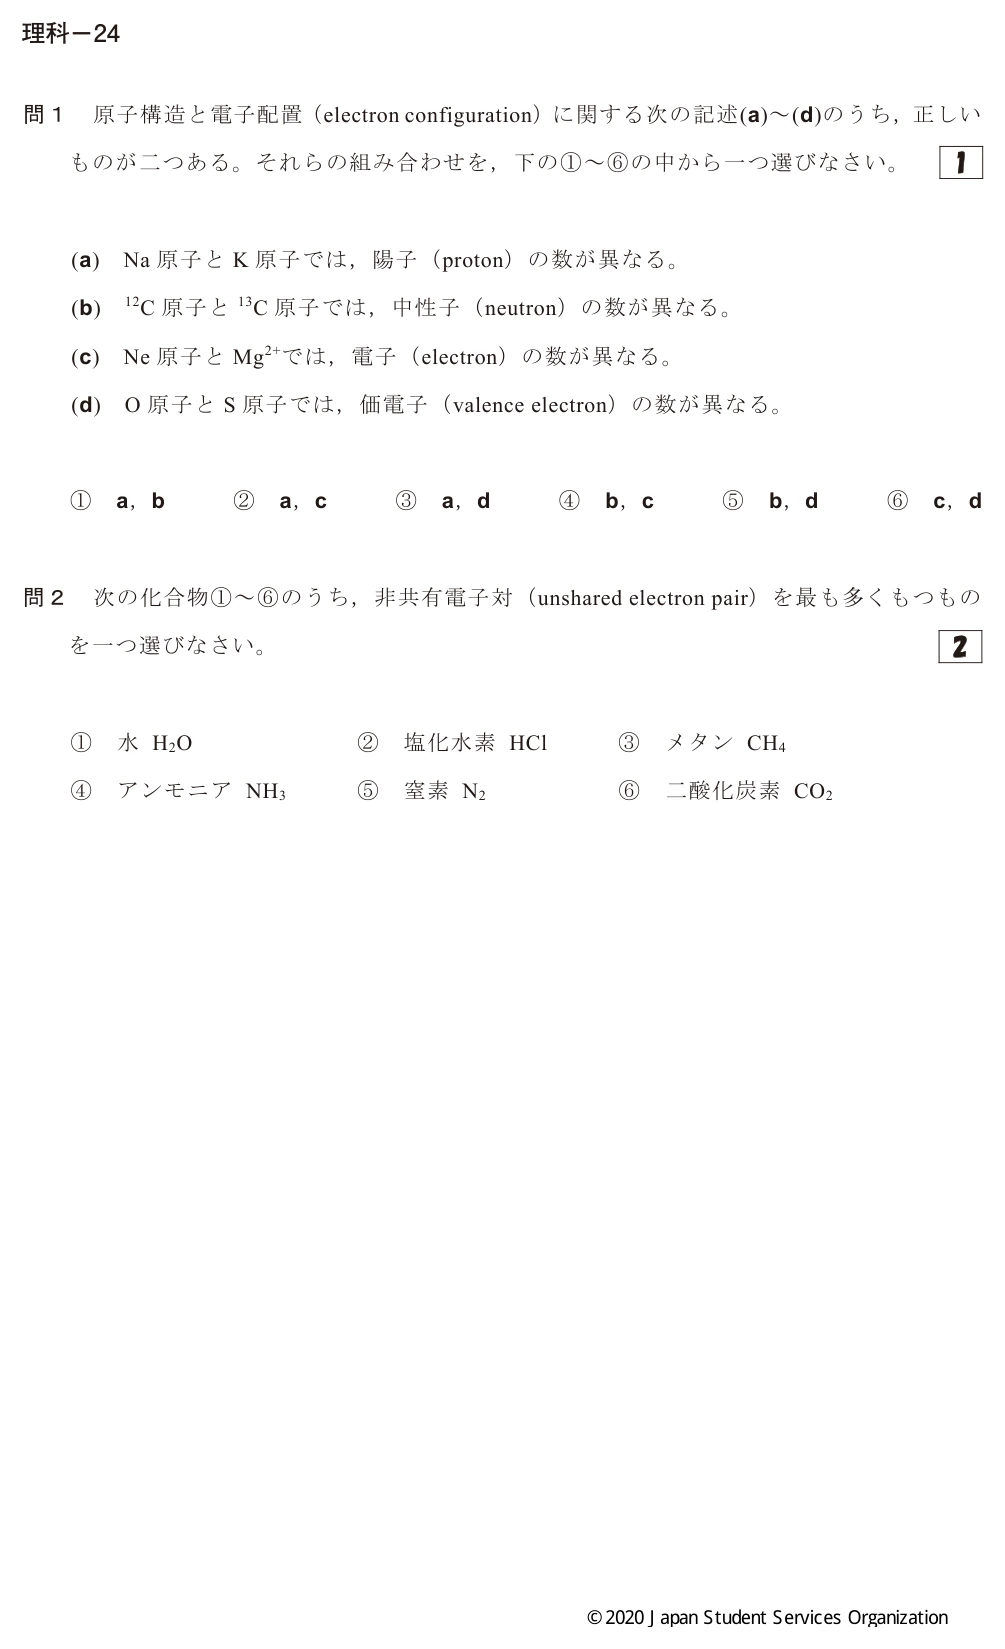 理科－24
問1　原子構造と電子配置（electron configuration）に関する次の記述(a)～(d)のうち，正しい
ものが二つある。それらの組み合わせを，下の①～⑥の中から一つ選びなさい。　1
(a)　Na 原子と K 原子では，陽子（proton）の数が異なる。
(b)　¹²C 原子と ¹³C 原子では，中性子（neutron）の数が異なる。
(c)　Ne 原子と Mg²⁺では，電子（electron）の数が異なる。
(d)　O 原子と S 原子では，価電子（valence electron）の数が異なる。
①　a，b　②　a，c　③　a，d　④　b，c　⑤　b，d　⑥　c，d
問2　次の化合物①～⑥のうち，非共有電子対（unshared electron pair）を最も多くもつもの
を一つ選びなさい。　2
①　水 H₂O　②　塩化水素 HCl　③　メタン CH₄
④　アンモニア NH₃　⑤　窒素 N₂　⑥　二酸化炭素 CO₂
©2020 Japan Student Services Organization